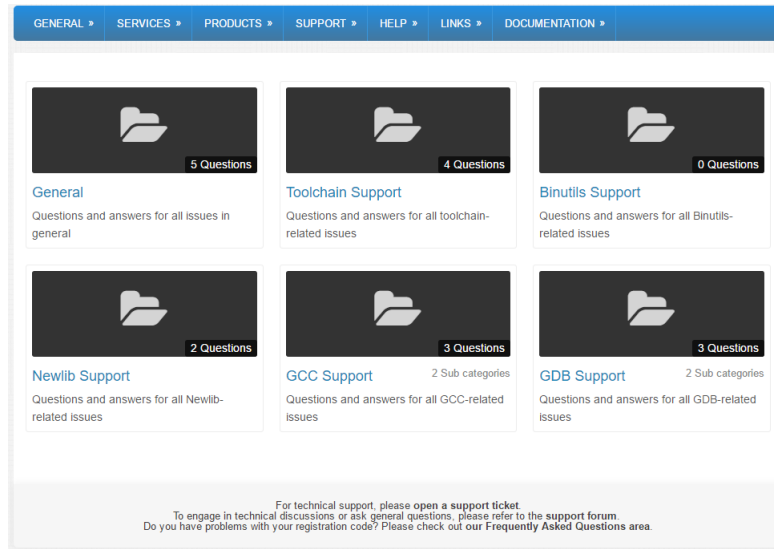 GENERAL » SERVICES » PRODUCTS » SUPPORT » HELP » LINKS » DOCUMENTATION »
5 Questions
General
Questions and answers for all issues in
general
4 Questions
Toolchain Support
Questions and answers for all toolchain-
related issues
0 Questions
Binutils Support
Questions and answers for all Binutils-
related issues
2 Questions
Newlib Support
Questions and answers for all Newlib-
related issues
3 Questions
GCC Support 2 Sub categories
Questions and answers for all GCC-related
issues
3 Questions
GDB Support 2 Sub categories
Questions and answers for all GDB-related
issues
For technical support, please open a support ticket.
To engage in technical discussions or ask general questions, please refer to the support forum.
Do you have problems with your registration code? Please check out our Frequently Asked Questions area.